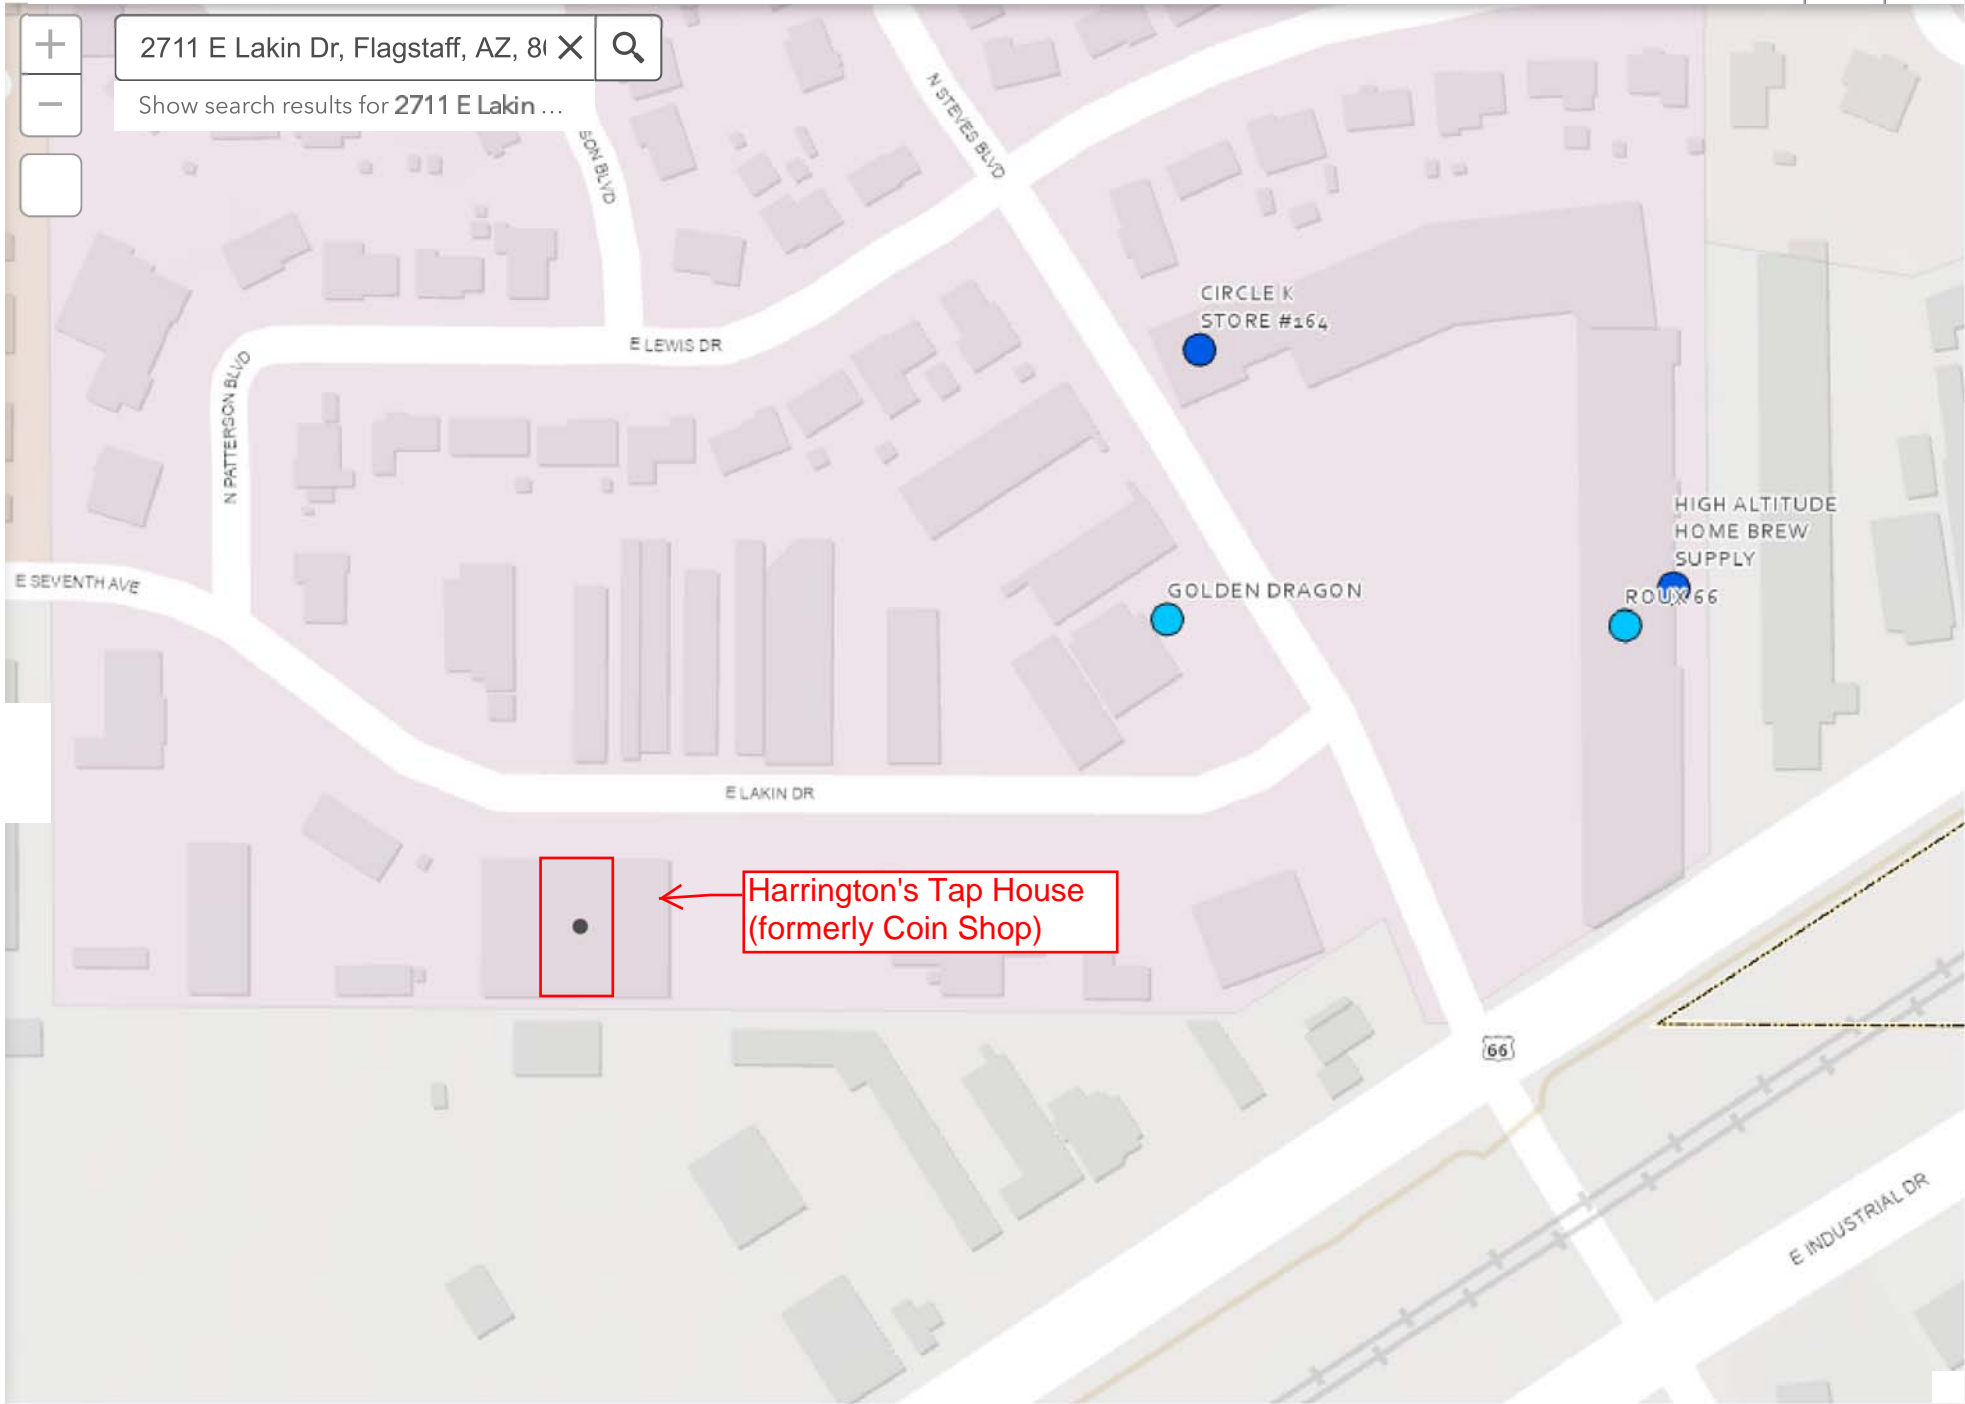 2711 E Lakin Dr, Flagstaff, AZ, 8
Show search results for 2711 E Lakin ...
SON BLVD
N STEVES BLVD
CIRCLE K
STORE #164
E LEWIS DR
N PATTERSON BLVD
HIGH ALTITUDE
HOME BREW
SUPPLY
E SEVENTH AVE
GOLDEN DRAGON
ROUX 66
E LAKIN DR
Harrington's Tap House
(formerly Coin Shop)
66
E INDUSTRIAL DR